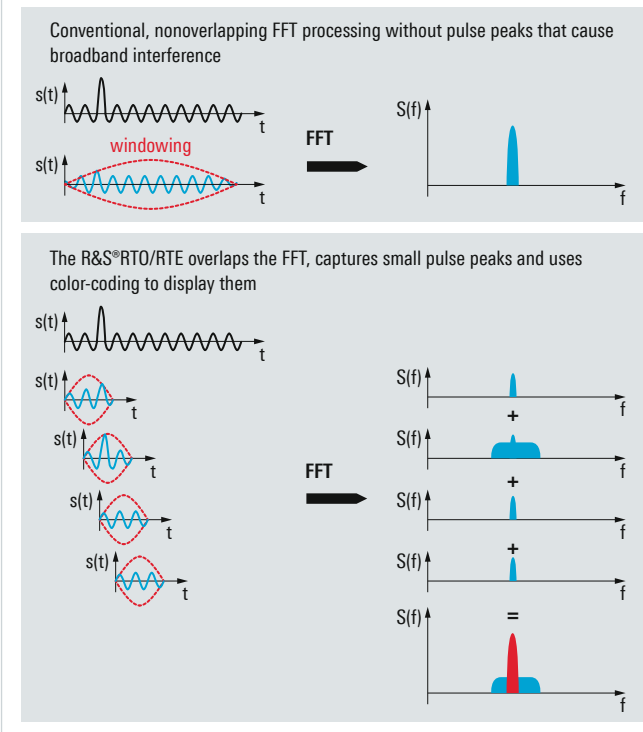 Conventional, nonoverlapping FFT processing without pulse peaks that cause
broadband interference
s(t)
t
windowing
s(t)
t
FFT
S(f)
f
The R&S®RTO/RTE overlaps the FFT, captures small pulse peaks and uses
color-coding to display them
s(t)
t
s(t)
t
s(t)
t
s(t)
t
s(t)
t
FFT
S(f)
f
+
S(f)
f
+
S(f)
f
+
S(f)
f
=
S(f)
f